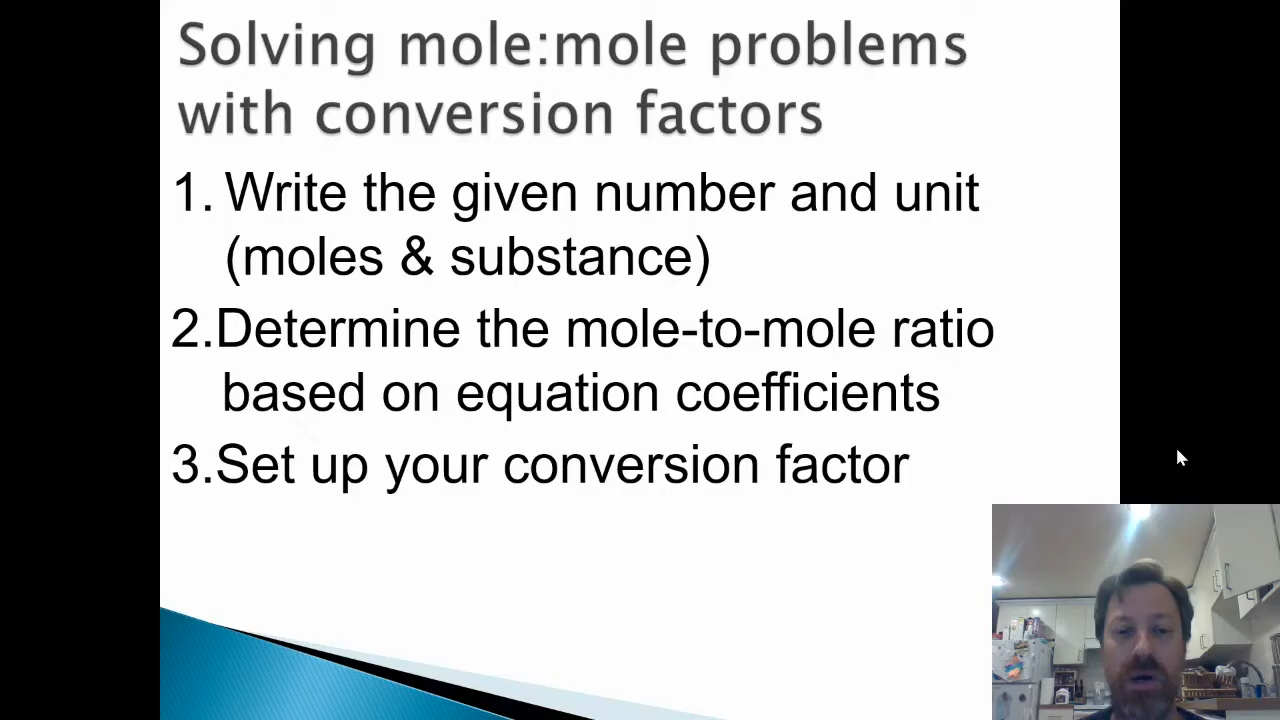 Solving mole:mole problems
with conversion factors
1. Write the given number and unit
(moles & substance)
2.Determine the mole-to-mole ratio
based on equation coefficients
3.Set up your conversion factor